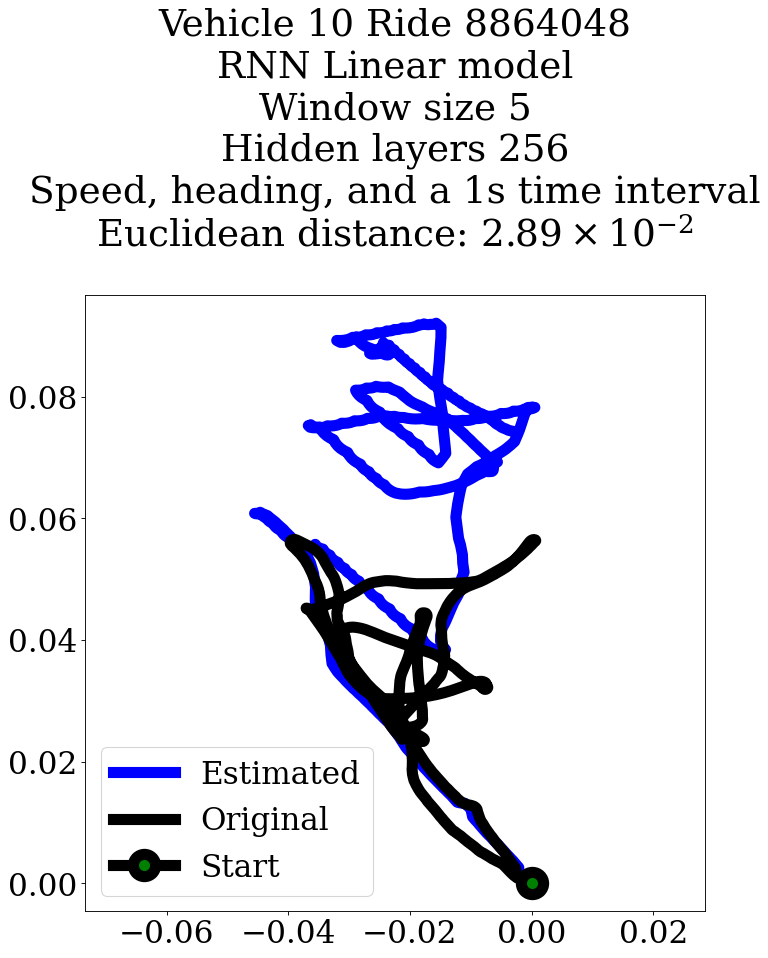 Vehicle 10 Ride 8864048
RNN Linear model
Window size 5
Hidden layers 256
Speed, heading, and a 1s time interval
Euclidean distance: 2.89 × 10⁻²
0.08
0.06
0.04
0.02
0.00
Estimated
Original
Start
−0.06 −0.04 −0.02 0.00 0.02